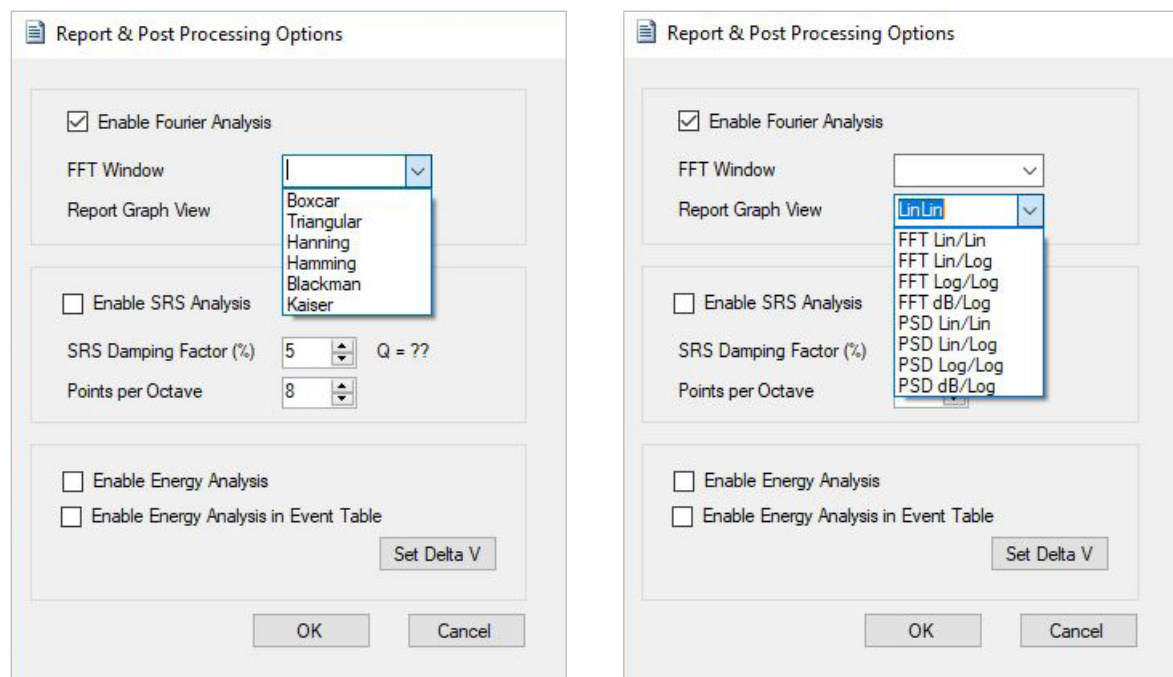 Report & Post Processing Options
Enable Fourier Analysis
FFT Window
Report Graph View
Boxcar
Triangular
Hanning
Hamming
Blackman
Kaiser
Enable SRS Analysis
SRS Damping Factor (%) 5 Q = ??
Points per Octave 8
Enable Energy Analysis
Enable Energy Analysis in Event Table
Set Delta V
OK Cancel
Report & Post Processing Options
Enable Fourier Analysis
FFT Window
Report Graph View LinLin
FFT Lin/Lin
FFT Lin/Log
FFT Log/Log
FFT dB/Log
PSD Lin/Lin
PSD Lin/Log
PSD Log/Log
PSD dB/Log
Enable SRS Analysis
SRS Damping Factor (%)
Points per Octave
Enable Energy Analysis
Enable Energy Analysis in Event Table
Set Delta V
OK Cancel